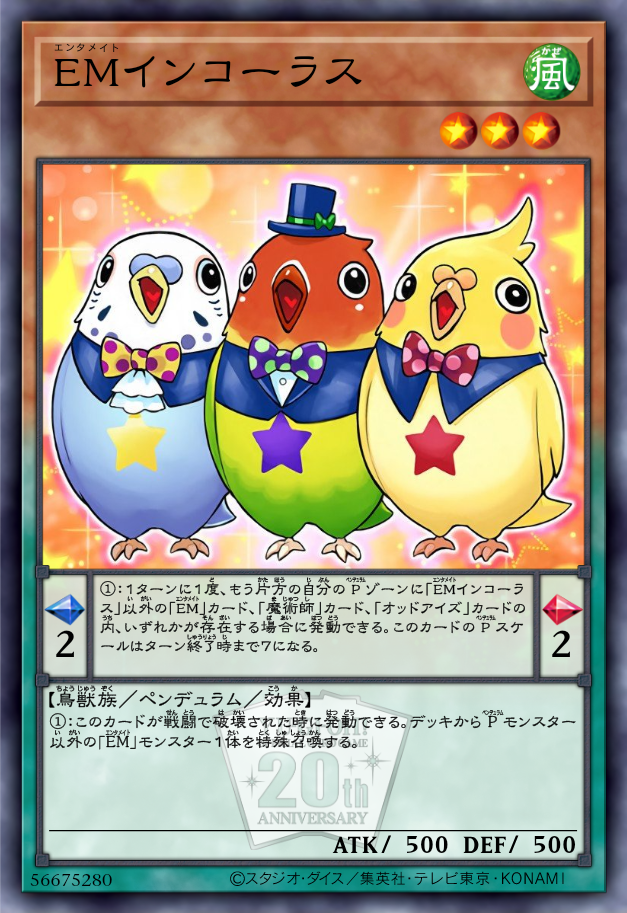 エンタメイト
EMインコーラス
かぜ
風
①:1ターンに1度、もう片方の自分のPゾーンに「EMインコーラ
ス」以外の「EM」カード、「魔術師」カード、「オッドアイズ」カードの
内、いずれかが存在する場合に発動できる。このカードのPスケ
ールはターン終了時まで7になる。
2
2
【鳥獣族/ペンデュラム/効果】
①:このカードが戦闘で破壊された時に発動できる。デッキからPモンスター
以外の「EM」モンスター1体を特殊召喚する。
20th
ANNIVERSARY
ATK/ 500 DEF/ 500
56675280
©スタジオ・ダイス/集英社・テレビ東京・KONAMI